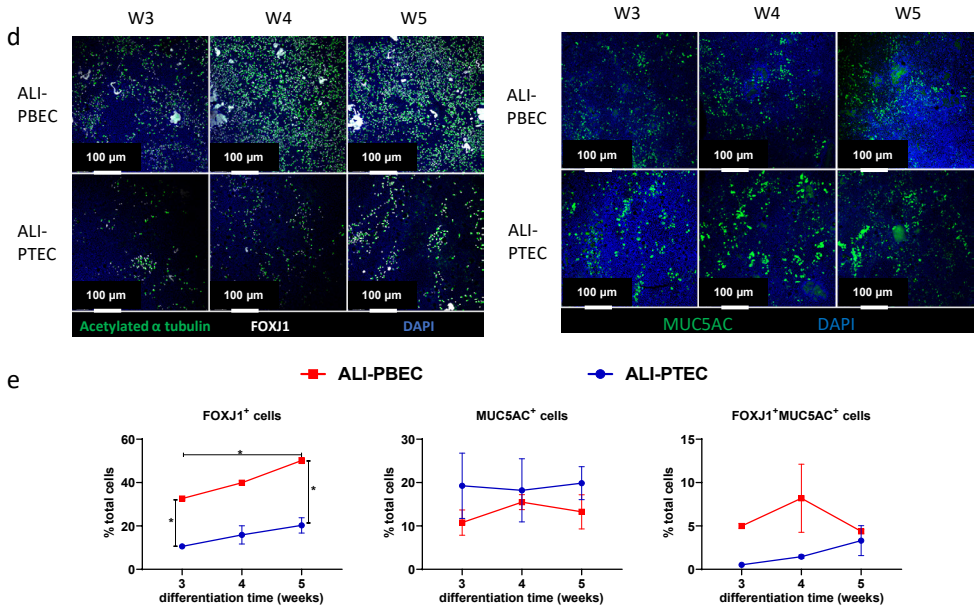 d
W3 W4 W5
ALI-
PBEC
100 μm 100 μm 100 μm
ALI-
PTEC
100 μm 100 μm 100 μm
Acetylated α tubulin FOXJ1 DAPI
W3 W4 W5
ALI-
PBEC
100 μm 100 μm 100 μm
ALI-
PTEC
100 μm 100 μm 100 μm
MUC5AC DAPI
e
ALI-PBEC ALI-PTEC
FOXJ1⁺ cells
% total cells
60
40
20
0
* * *
3 4 5
differentiation time (weeks)
MUC5AC⁺ cells
% total cells
30
20
10
0
3 4 5
differentiation time (weeks)
FOXJ1⁺MUC5AC⁺ cells
% total cells
15
10
5
0
3 4 5
differentiation time (weeks)